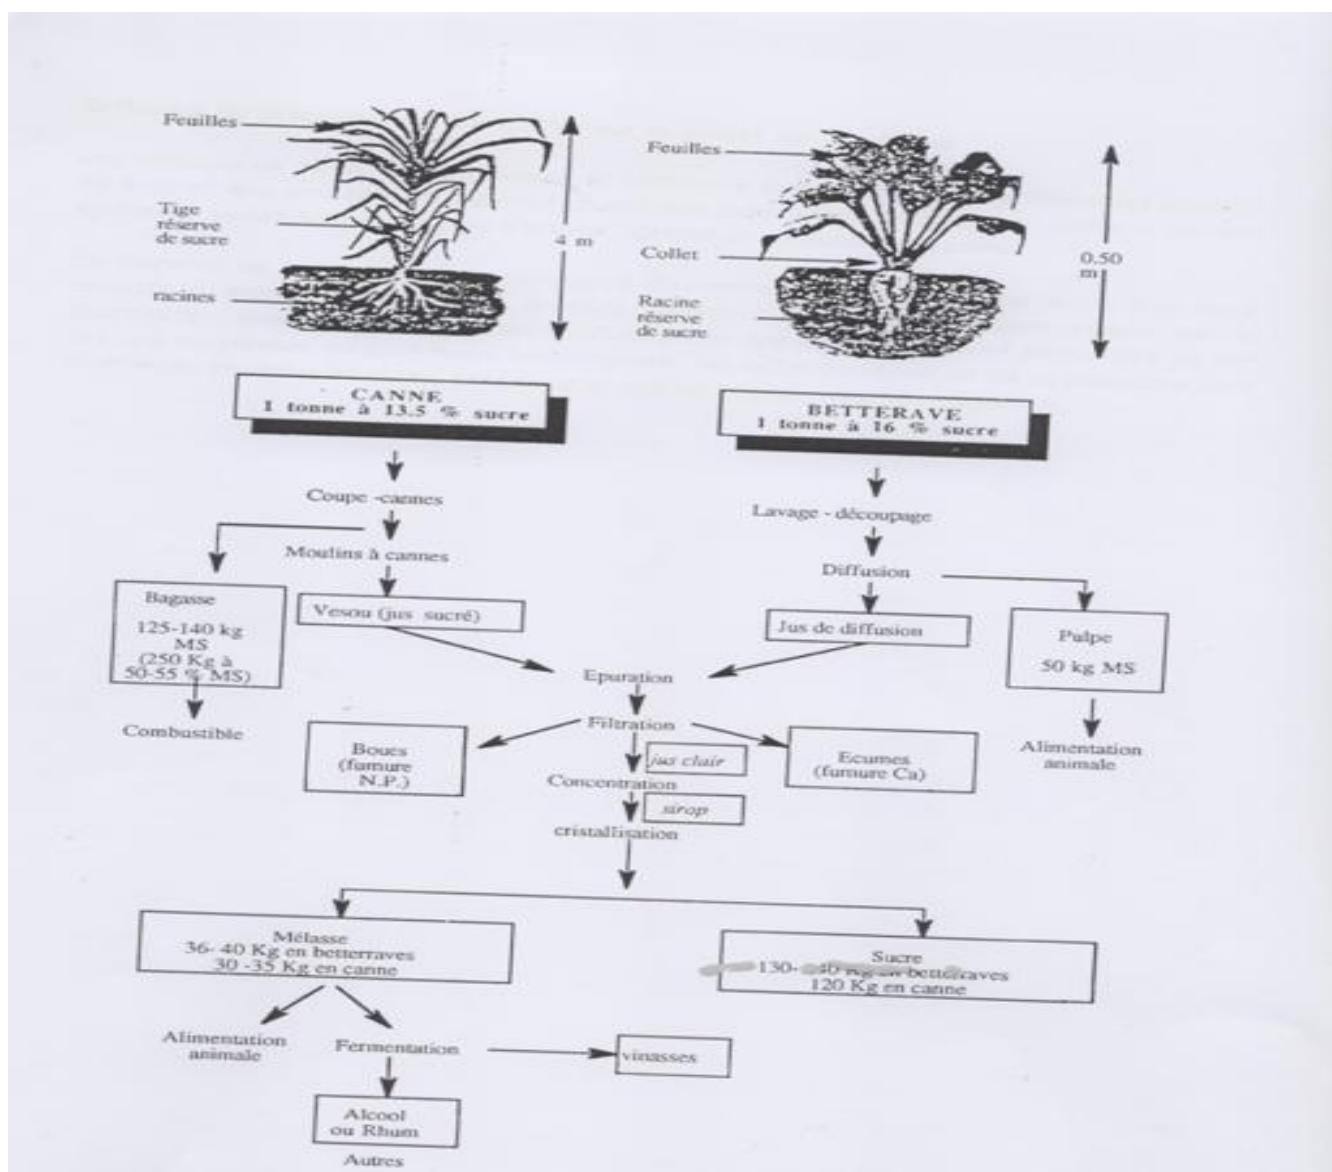 Feuilles
Tige
réserve
de sucre
racines
4 m
Feuilles
Collet
Racine
réserve
de sucre
0.50
m
CANNE
1 tonne à 13.5 % sucre
BETTERAVE
1 tonne à 16 % sucre
Coupe -cannes
Moulins à cannes
Bagasse
125-140 kg
MS
(250 Kg à
50-55 % MS)
Combustible
Vesou (jus sucré)
Lavage - découpage
Diffusion
Jus de diffusion
Pulpe
50 kg MS
Alimentation
animale
Epuration
Filtration
Boues
(fumure
N.P.)
jus clair
Ecumes
(fumure Ca)
Concentration
sirop
cristallisation
Mélasse
36- 40 Kg en betterraves
30 -35 Kg en canne
Sucre
130- Kg en betterraves
120 Kg en canne
Alimentation
animale
Fermentation
vinasses
Alcool
ou Rhum
Autres